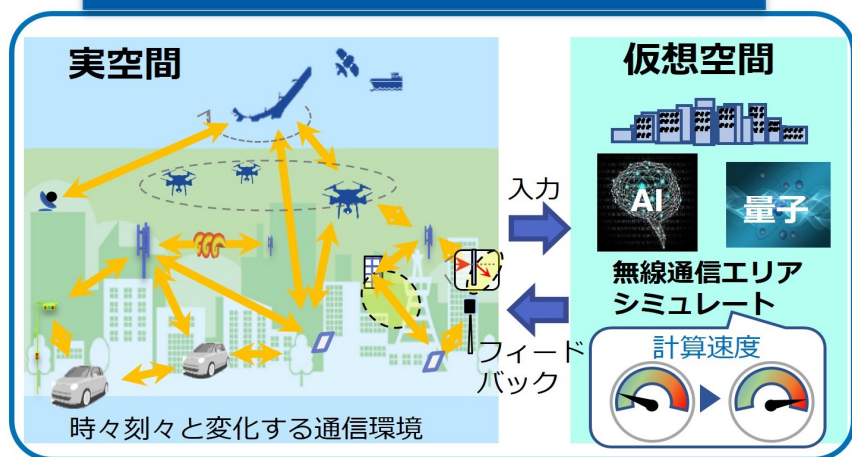 実空間
仮想空間
入力
AI
量子
無線通信エリア
シミュレート
フィード
バック
計算速度
時々刻々と変化する通信環境